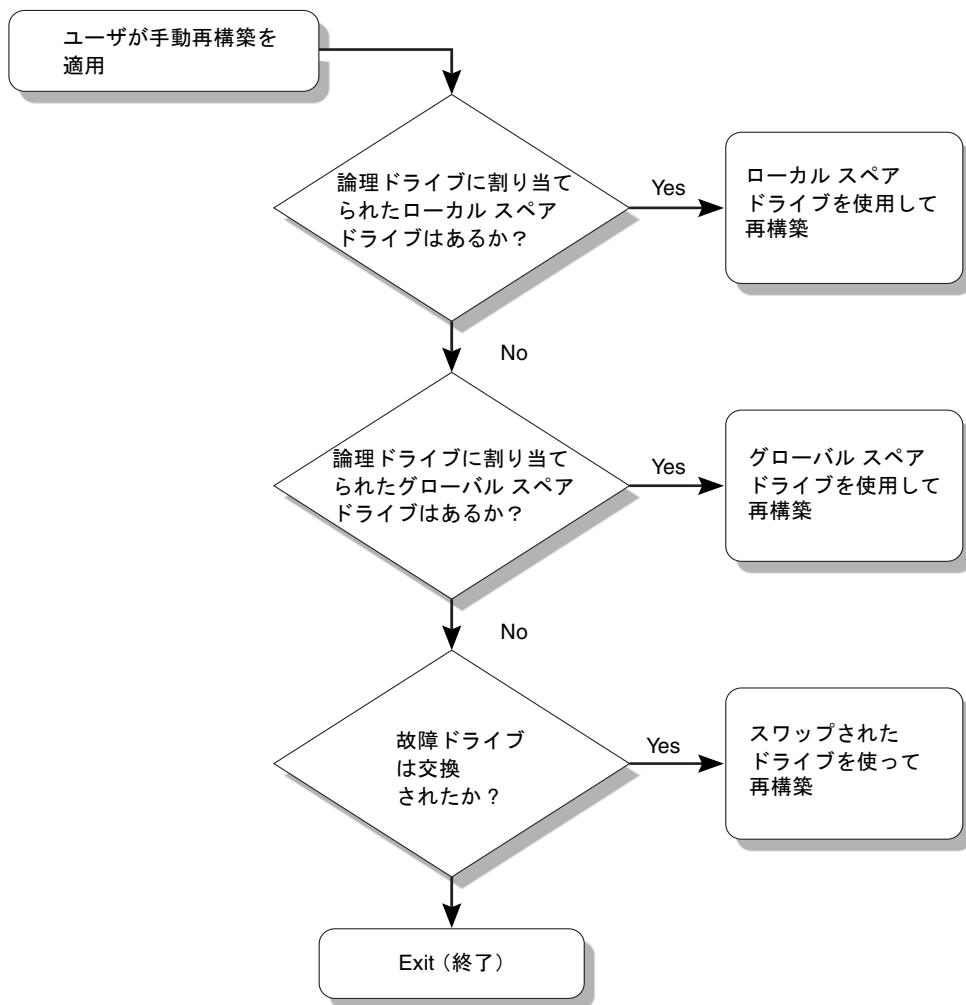 ユーザが手動再構築を
適用
論理ドライブに割り当て
られたローカル スペア
ドライブはあるか？
Yes
ローカル スペア
ドライブを使用して
再構築
No
論理ドライブに割り当て
られたグローバル スペア
ドライブはあるか？
Yes
グローバル スペア
ドライブを使用して
再構築
No
故障ドライブ
は交換
されたか？
Yes
スワップされた
ドライブを使って
再構築
Exit（終了）